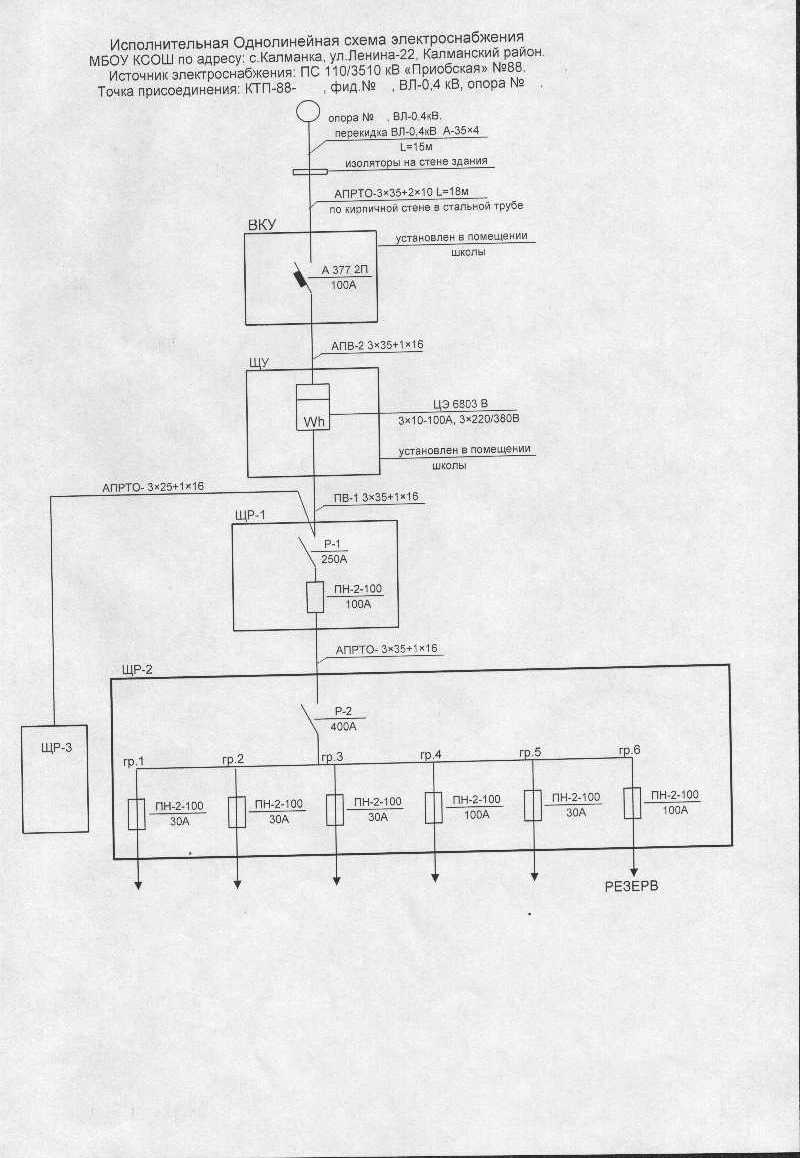 Исполнительная Однолинейная схема электроснабжения
МБОУ КСОШ по адресу: с.Калманка, ул.Ленина-22, Калманский район.
Источник электроснабжения: ПС 110/3510 кВ «Приобская» №88.
Точка присоединения: КТП-88- , фид.№ , ВЛ-0,4 кВ, опора № .
опора № , ВЛ-0,4кВ,
перекидка ВЛ-0,4кВ А-35×4
L=15м
изоляторы на стене здания
АПРТО-3×35+2×10 L=18м
по кирпичной стене в стальной трубе
ВКУ
установлен в помещении
школы
А 377 2П
100А
АПВ-2 3×35+1×16
ЩУ
Wh
ЦЭ 6803 В
3×10-100А, 3×220/380В
установлен в помещении
школы
АПРТО- 3×25+1×16
ПВ-1 3×35+1×16
ЩР-1
Р-1
250А
ПН-2-100
100А
АПРТО- 3×35+1×16
ЩР-2
Р-2
400А
ЩР-3
гр.1 гр.2 гр.3 гр.4 гр.5 гр.6
ПН-2-100 ПН-2-100 ПН-2-100 ПН-2-100 ПН-2-100 ПН-2-100
30А 30А 30А 100А 30А 100А
РЕЗЕРВ